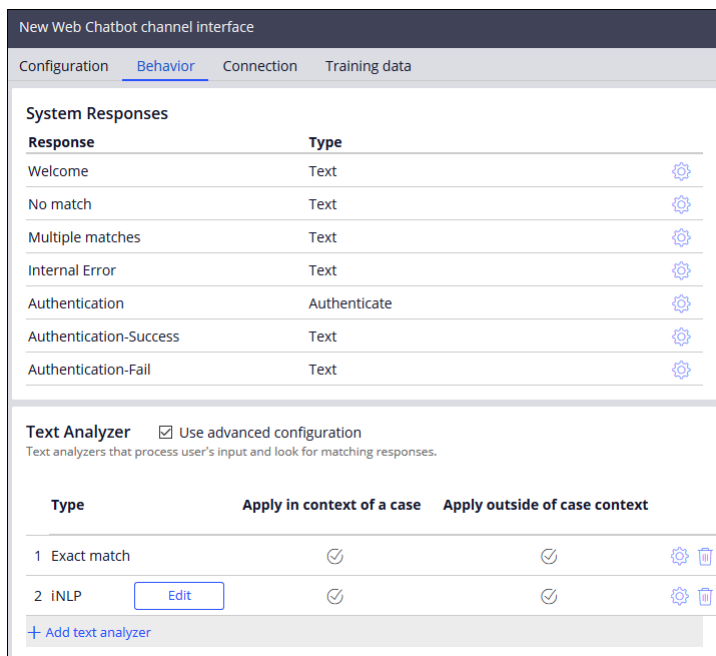 New Web Chatbot channel interface
Configuration Behavior Connection Training data
System Responses
Response Type
Welcome Text
No match Text
Multiple matches Text
Internal Error Text
Authentication Authenticate
Authentication-Success Text
Authentication-Fail Text
Text Analyzer Use advanced configuration
Text analyzers that process user's input and look for matching responses.
Type Apply in context of a case Apply outside of case context
1 Exact match
2 iNLP Edit
+ Add text analyzer